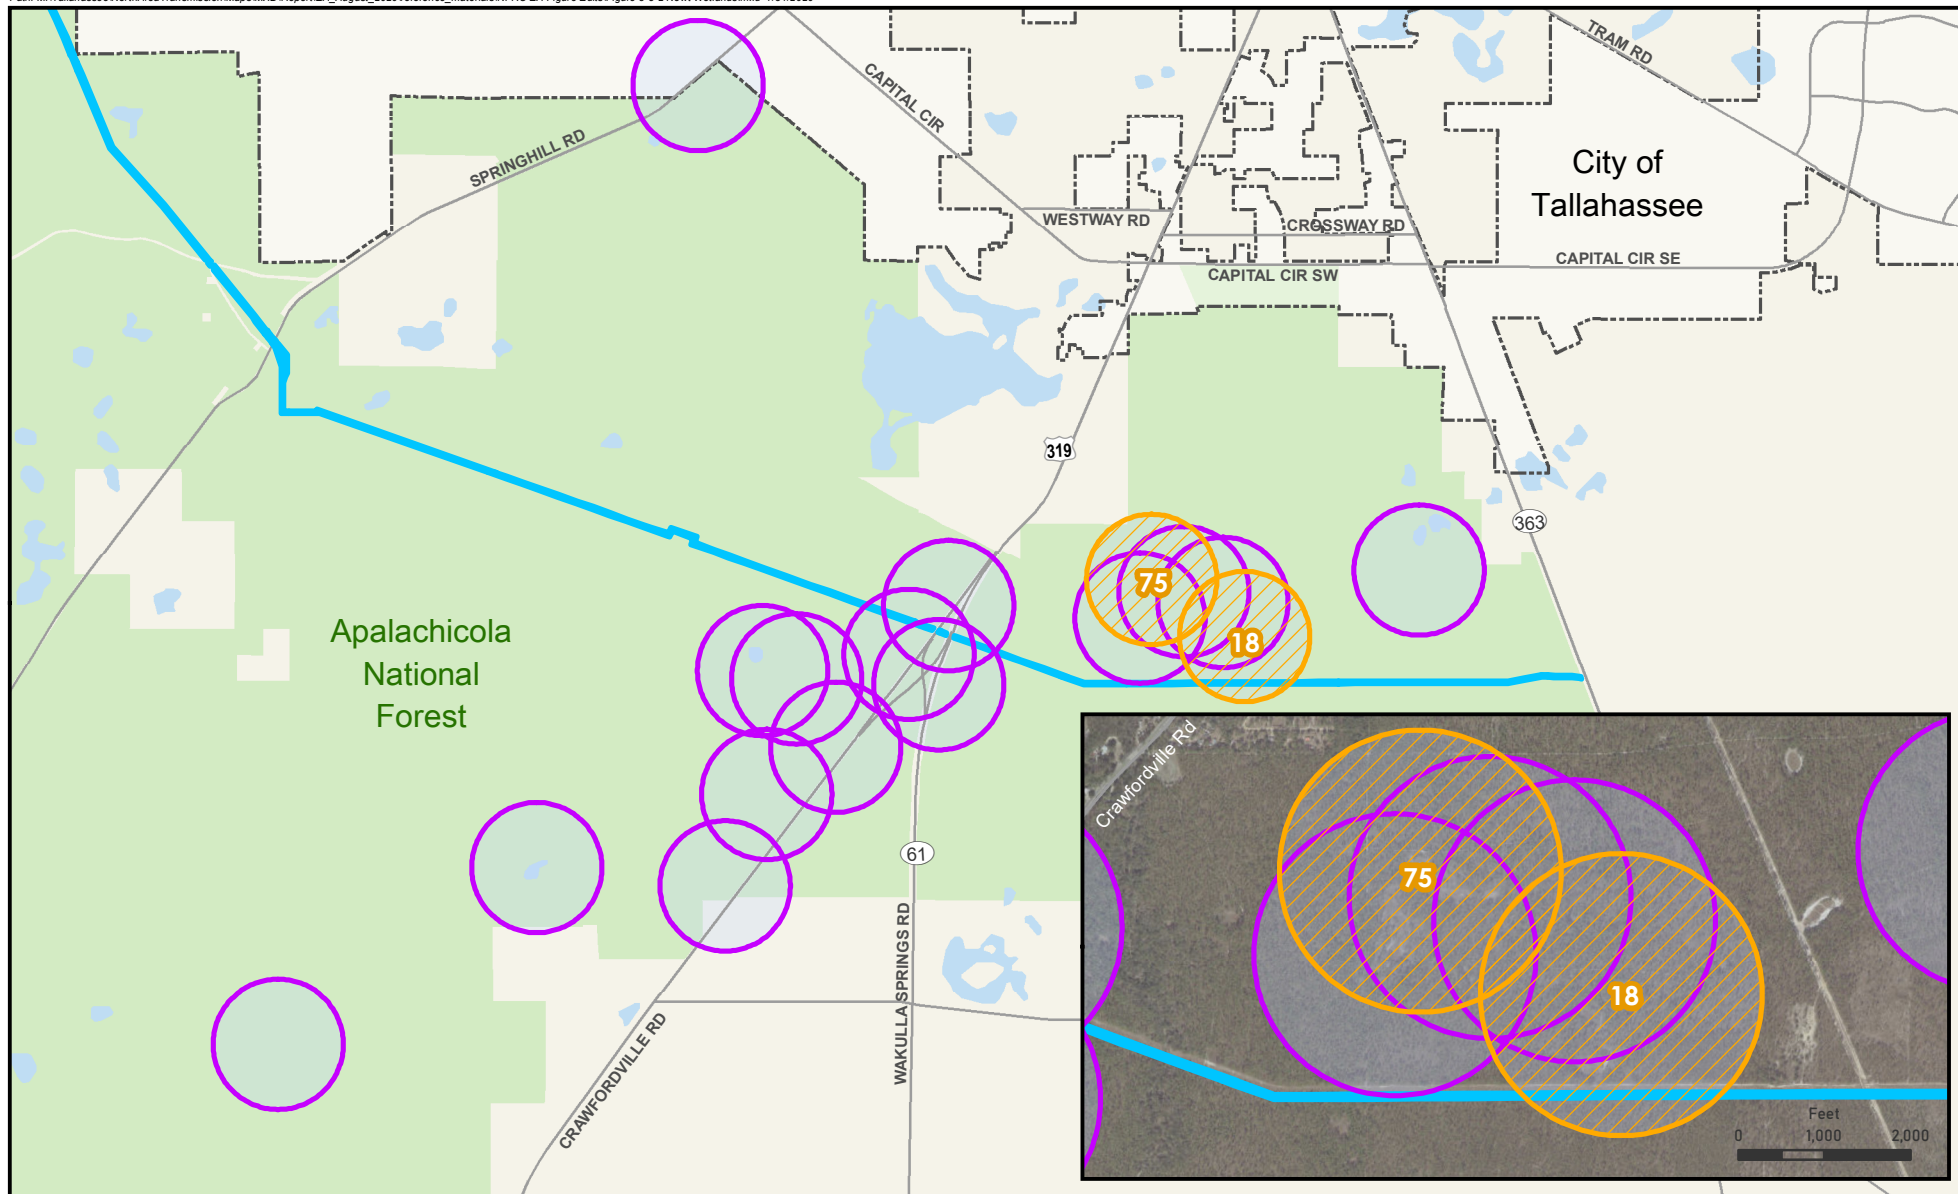 TRAM RD
CAPITAL CIR
SPRINGHILL RD
City of
Tallahassee
WESTWAY RD
CROSSWAY RD
CAPITAL CIR SE
CAPITAL CIR SW
319
363
75
18
Apalachicola
National
Forest
61
WAKULLA SPRINGS RD
CRAWFORDVILLE RD
Crawfordville Rd
75
18
Feet
0 1,000 2,000